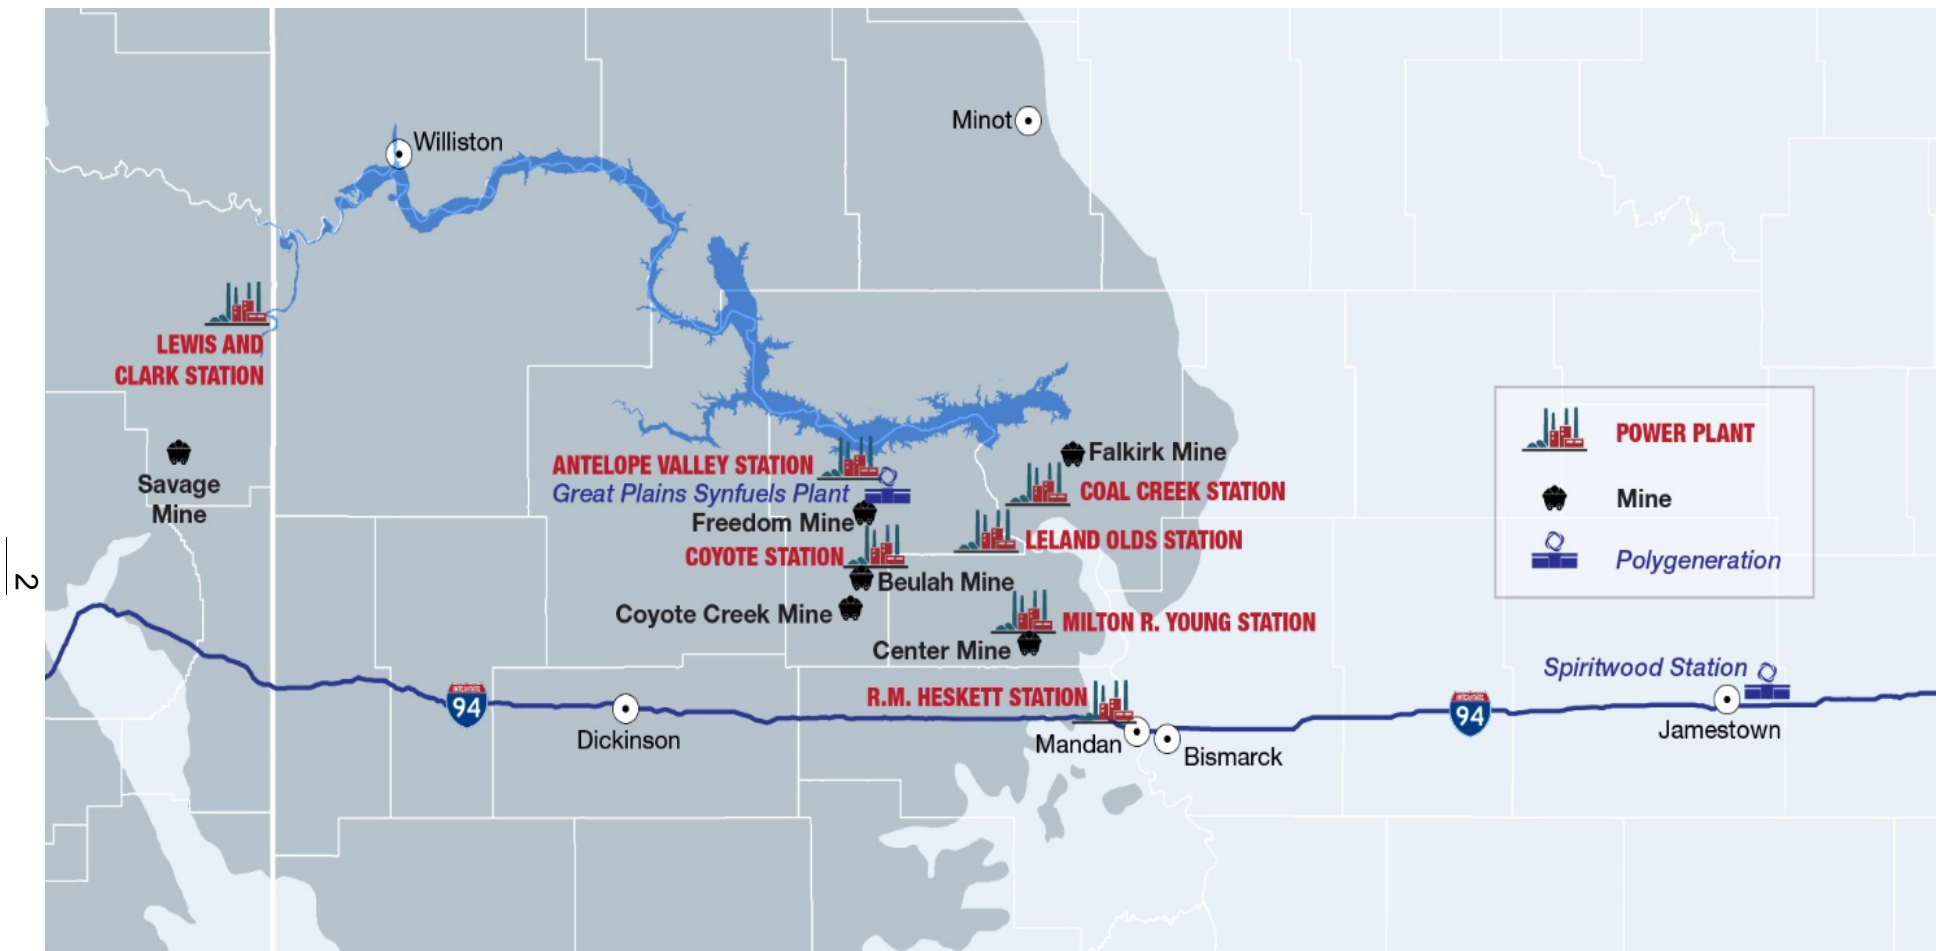 Minot
Williston
LEWIS AND
CLARK STATION
Savage
Mine
ANTELOPE VALLEY STATION
Great Plains Synfuels Plant
Freedom Mine
COYOTE STATION
Beulah Mine
Coyote Creek Mine
Falkirk Mine
COAL CREEK STATION
LELAND OLDS STATION
MILTON R. YOUNG STATION
Center Mine
R.M. HESKETT STATION
Mandan
Bismarck
INTERSTATE
94
Dickinson
INTERSTATE
94
Spiritwood Station
Jamestown
POWER PLANT
Mine
Polygeneration
2